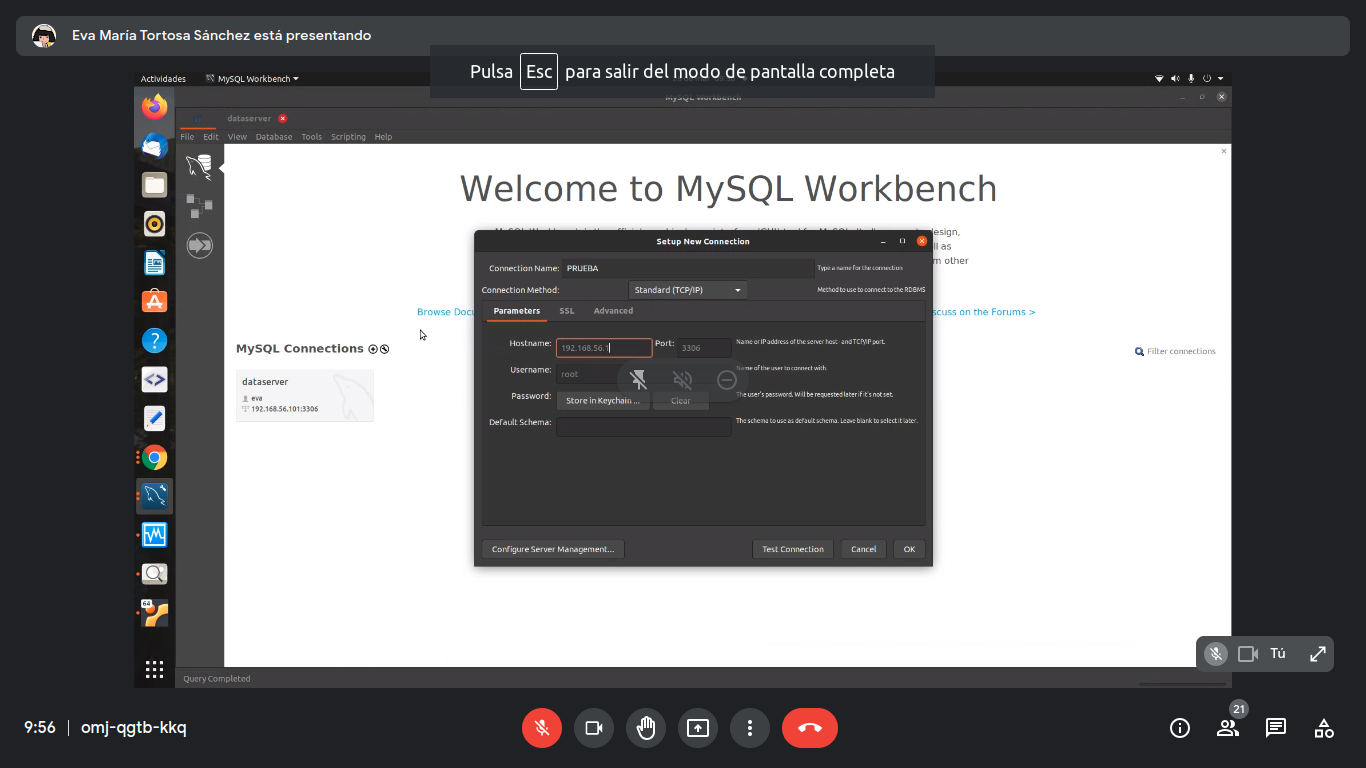 Eva María Tortosa Sánchez está presentando
Pulsa Esc para salir del modo de pantalla completa
Actividades MySQL Workbench
MySQL Workbench
dataserver
File Edit View Database Tools Scripting Help
Welcome to MySQL Workbench
design,
ll as
m other
Browse Docu
scuss on the Forums >
MySQL Connections
Filter connections
dataserver
eva
192.168.56.101:3306
Setup New Connection
Connection Name: PRUEBA Type a name for the connection
Connection Method: Standard (TCP/IP) Method to use to connect to the RDBMS
Parameters SSL Advanced
Hostname: 192.168.56.1 Port: 3306 Name or IP address of the server host - and TCP/IP port.
Username: root Name of the user to connect with.
Password: Store in Keychain ... Clear The user's password. Will be requested later if it's not set.
Default Schema: The schema to use as default schema. Leave blank to select it later.
Configure Server Management... Test Connection Cancel OK
64
Query Completed
Tú
9:56 | omj-qgtb-kkq
21